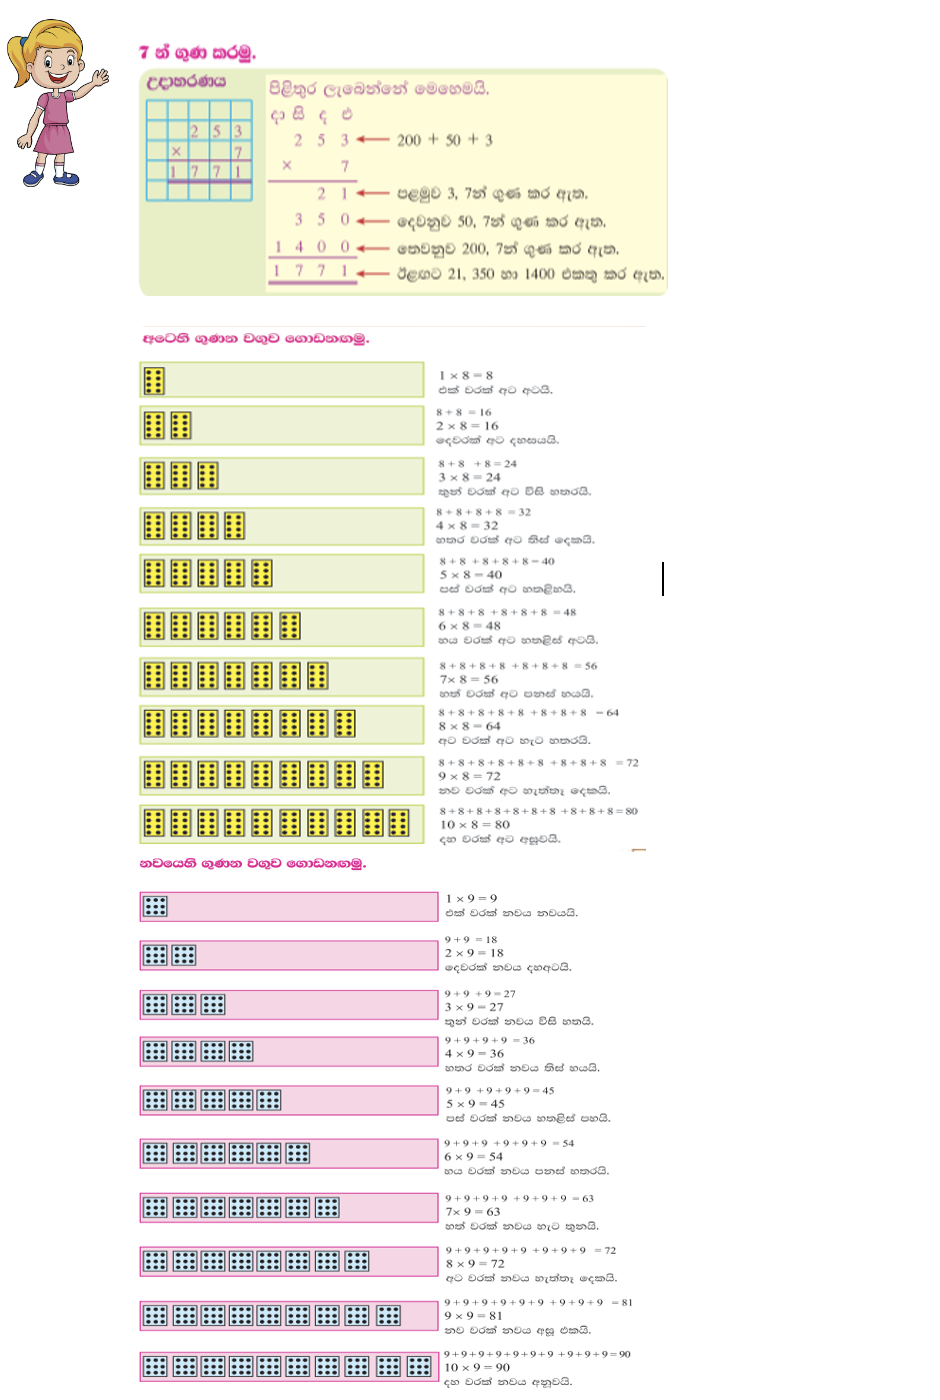 7 න් ගුණ කරමු.
උදාහරණය
2 5 3
× 7
1 7 7 1
පිළිතුර ලැබෙන්නේ මෙහෙමයි.
දා සි ද එ
2 5 3 200 + 50 + 3
× 7
2 1 පළමුව 3, 7න් ගුණ කර ඇත.
3 5 0 දෙවනුව 50, 7න් ගුණ කර ඇත.
1 4 0 0 තෙවනුව 200, 7න් ගුණ කර ඇත.
1 7 7 1 ඊළඟට 21, 350 හා 1400 එකතු කර ඇත.
අටෙහි ගුණන වගුව ගොඩනඟමු.
1 × 8 = 8
එක් වරක් අට අටයි.
8 + 8 = 16
2 × 8 = 16
දෙවරක් අට දහසයයි.
8 + 8 + 8 = 24
3 × 8 = 24
තුන් වරක් අට විසි හතරයි.
8 + 8 + 8 + 8 = 32
4 × 8 = 32
හතර වරක් අට තිස් දෙකයි.
8 + 8 + 8 + 8 + 8 = 40
5 × 8 = 40
පස් වරක් අට හතළිහයි.
8 + 8 + 8 + 8 + 8 + 8 = 48
6 × 8 = 48
හය වරක් අට හතළිස් අටයි.
8 + 8 + 8 + 8 + 8 + 8 + 8 = 56
7× 8 = 56
හත් වරක් අට පනස් හයයි.
8 + 8 + 8 + 8 + 8 + 8 + 8 + 8 = 64
8 × 8 = 64
අට වරක් අට හැට හතරයි.
8 + 8 + 8 + 8 + 8 + 8 + 8 + 8 + 8 = 72
9 × 8 = 72
නව වරක් අට හැත්තෑ දෙකයි.
8 + 8 + 8 + 8 + 8 + 8 + 8 + 8 + 8 + 8 = 80
10 × 8 = 80
දහ වරක් අට අසූවයි.
නවයෙහි ගුණන වගුව ගොඩනඟමු.
1 × 9 = 9
එක් වරක් නවය නවයයි.
9 + 9 = 18
2 × 9 = 18
දෙවරක් නවය දහඅටයි.
9 + 9 + 9 = 27
3 × 9 = 27
තුන් වරක් නවය විසි හතයි.
9 + 9 + 9 + 9 = 36
4 × 9 = 36
හතර වරක් නවය තිස් හයයි.
9 + 9 + 9 + 9 + 9 = 45
5 × 9 = 45
පස් වරක් නවය හතළිස් පහයි.
9 + 9 + 9 + 9 + 9 + 9 = 54
6 × 9 = 54
හය වරක් නවය පනස් හතරයි.
9 + 9 + 9 + 9 + 9 + 9 + 9 = 63
7× 9 = 63
හත් වරක් නවය හැට තුනයි.
9 + 9 + 9 + 9 + 9 + 9 + 9 + 9 = 72
8 × 9 = 72
අට වරක් නවය හැත්තෑ දෙකයි.
9 + 9 + 9 + 9 + 9 + 9 + 9 + 9 + 9 = 81
9 × 9 = 81
නව වරක් නවය අසූ එකයි.
9 + 9 + 9 + 9 + 9 + 9 + 9 + 9 + 9 + 9 = 90
10 × 9 = 90
දහ වරක් නවය අනූවයි.